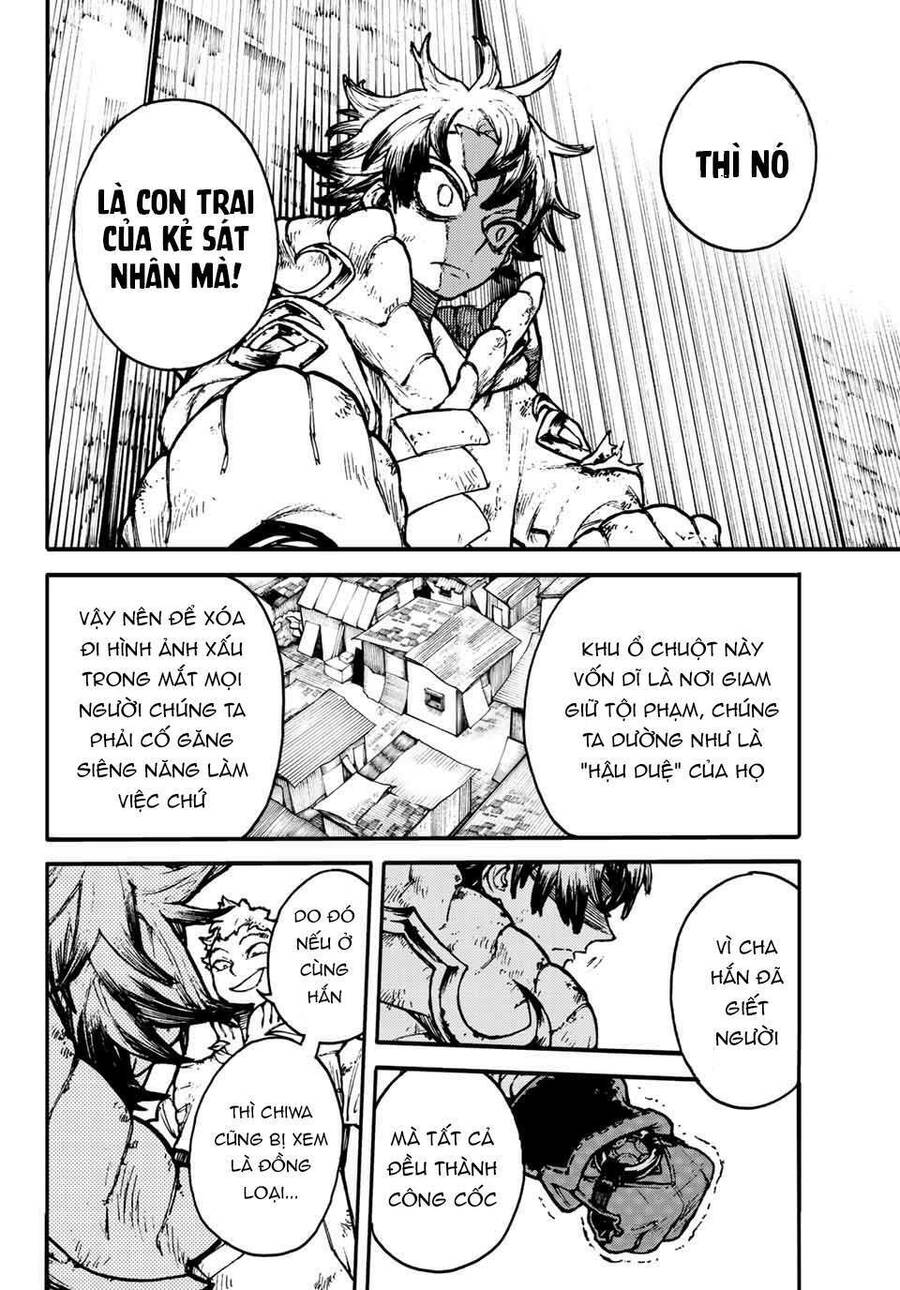 THÌ NÓ
LÀ CON TRAI
CỦA KẺ SÁT
NHÂN MÀ!
KHU Ổ CHUỘT NÀY
VỐN DĨ LÀ NƠI GIAM
GIỮ TỘI PHẠM, CHÚNG
TA DƯỜNG NHƯ LÀ
"HẬU DUỆ" CỦA HỌ
VẬY NÊN ĐỂ XÓA
ĐI HÌNH ẢNH XẤU
TRONG MẮT MỌI
NGƯỜI CHÚNG TA
PHẢI CỐ GĂNG
SIÊNG NĂNG LÀM
VIỆC CHỨ
VÌ CHA
HẮN ĐÃ
GIẾT
NGƯỜI
MÀ TẤT CẢ
ĐỀU THÀNH
CÔNG CỐC
DO ĐÓ
NẾU Ở
CÙNG
HẮN
THÌ CHIWA
CŨNG BỊ XEM
LÀ ĐỒNG
LOẠI...